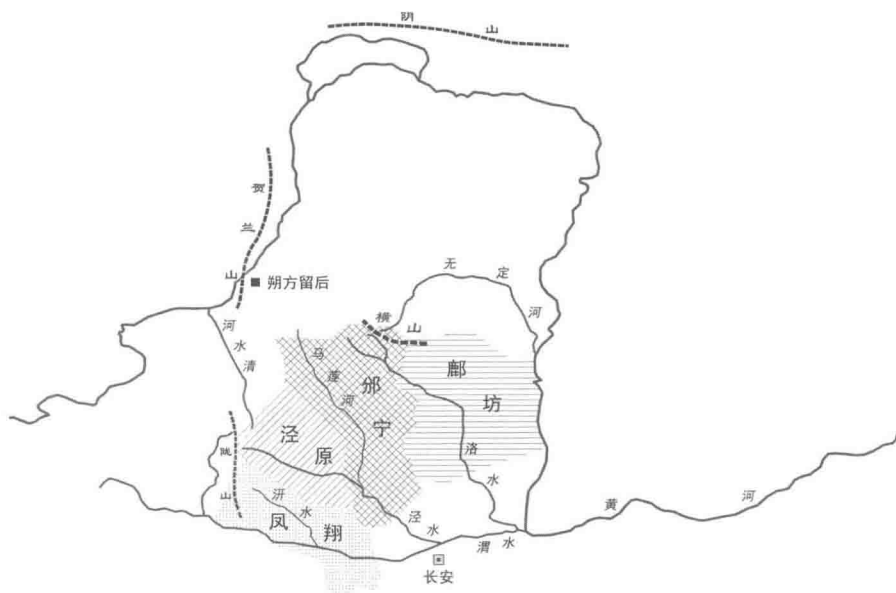 阴山
贺兰山
朔方留后
无定河
横山
河水清
马莲河
邠宁
鄜坊
泾原
洛水
陇山
汧水
凤翔
泾水
渭水
黄河
长安